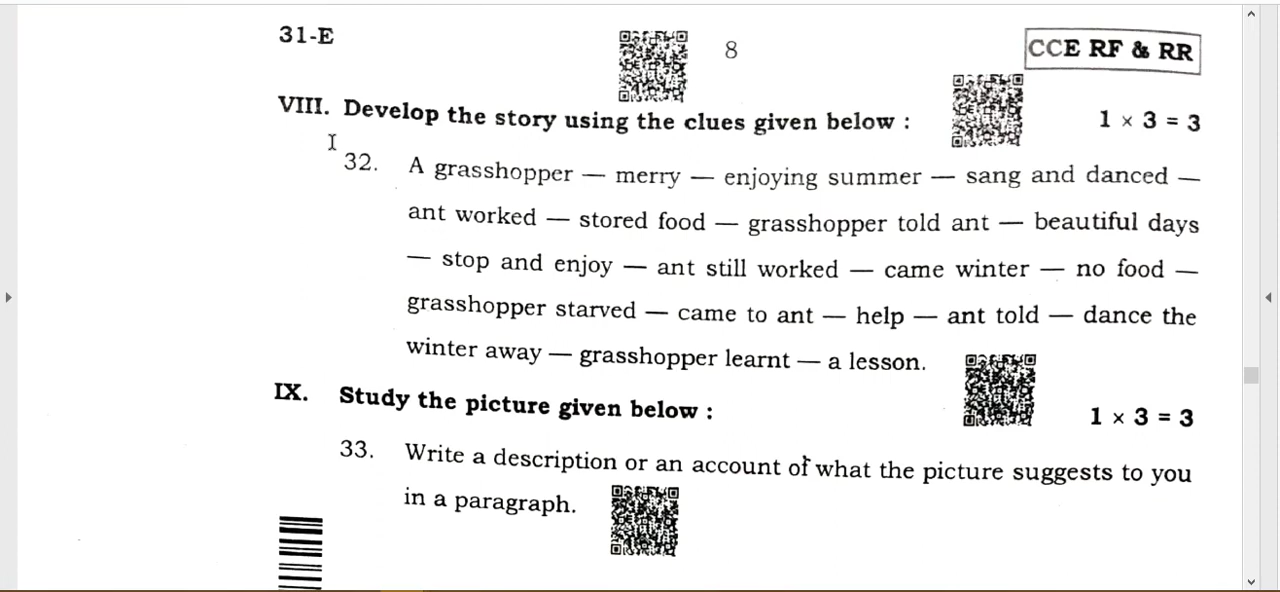 31-E 8 CCE RF & RR
VIII. Develop the story using the clues given below : 1 × 3 = 3
32. A grasshopper — merry — enjoying summer — sang and danced —
ant worked — stored food — grasshopper told ant — beautiful days
— stop and enjoy — ant still worked — came winter — no food —
grasshopper starved — came to ant — help — ant told — dance the
winter away — grasshopper learnt — a lesson.
IX. Study the picture given below : 1 × 3 = 3
33. Write a description or an account of what the picture suggests to you
in a paragraph.